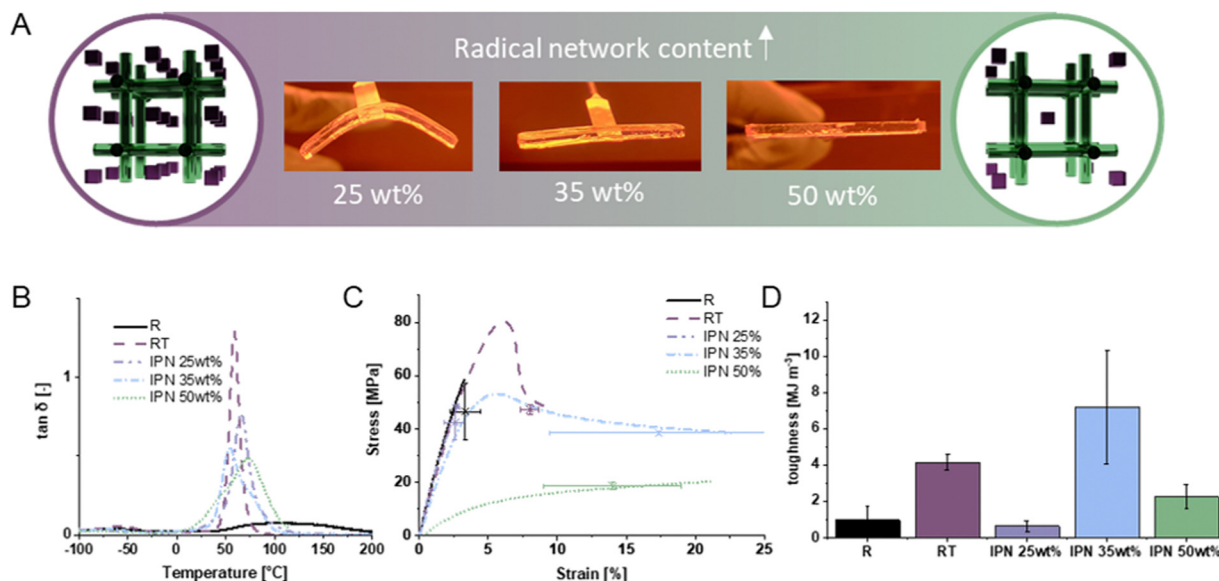 A
Radical network content
25 wt%
35 wt%
50 wt%
B
R
RT
IPN 25wt%
IPN 35wt%
IPN 50wt%
tan δ [-]
1
0
-100
-50
0
50
100
150
200
Temperature [°C]
C
R
RT
IPN 25%
IPN 35%
IPN 50%
Stress [MPa]
80
60
40
20
0
0
5
10
15
20
25
Strain [%]
D
toughness [MJ m⁻³]
12
10
8
6
4
2
0
R
RT
IPN 25wt%
IPN 35wt%
IPN 50wt%